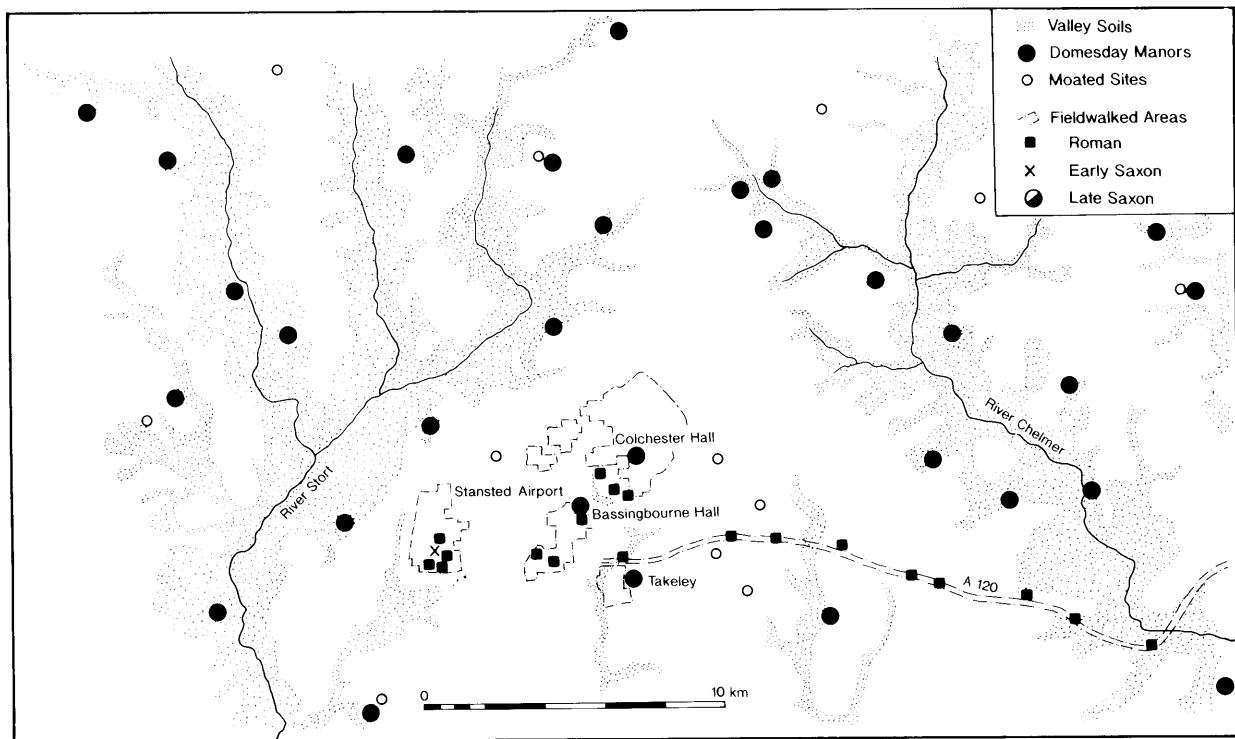 Valley Soils
Domesday Manors
Moated Sites
Fieldwalked Areas
Roman
Early Saxon
Late Saxon
Colchester Hall
River Chelmer
River Stort
Stansted Airport
Bassingbourne Hall
Takeley
A 120
0
10 km